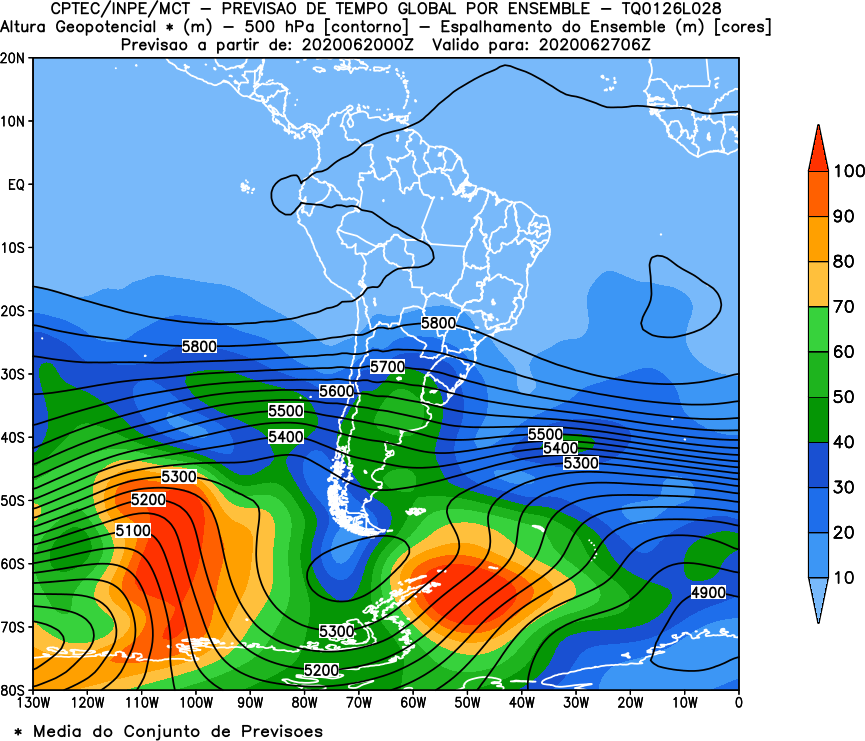 CPTEC/INPE/MCT – PREVISAO DE TEMPO GLOBAL POR ENSEMBLE – TQ0126L028
Altura Geopotencial * (m) – 500 hPa [contorno] – Espalhamento do Ensemble (m) [cores]
Previsao a partir de: 2020062000Z Valido para: 2020062706Z
20N
10N
EQ
10S
20S
30S
40S
50S
60S
70S
80S
5800
5800
5700
5600
5500
5400
5500
5400
5300
5300
5200
5100
4900
5300
5200
130W 120W 110W 100W 90W 80W 70W 60W 50W 40W 30W 20W 10W 0
100
90
80
70
60
50
40
30
20
10
* Media do Conjunto de Previsoes